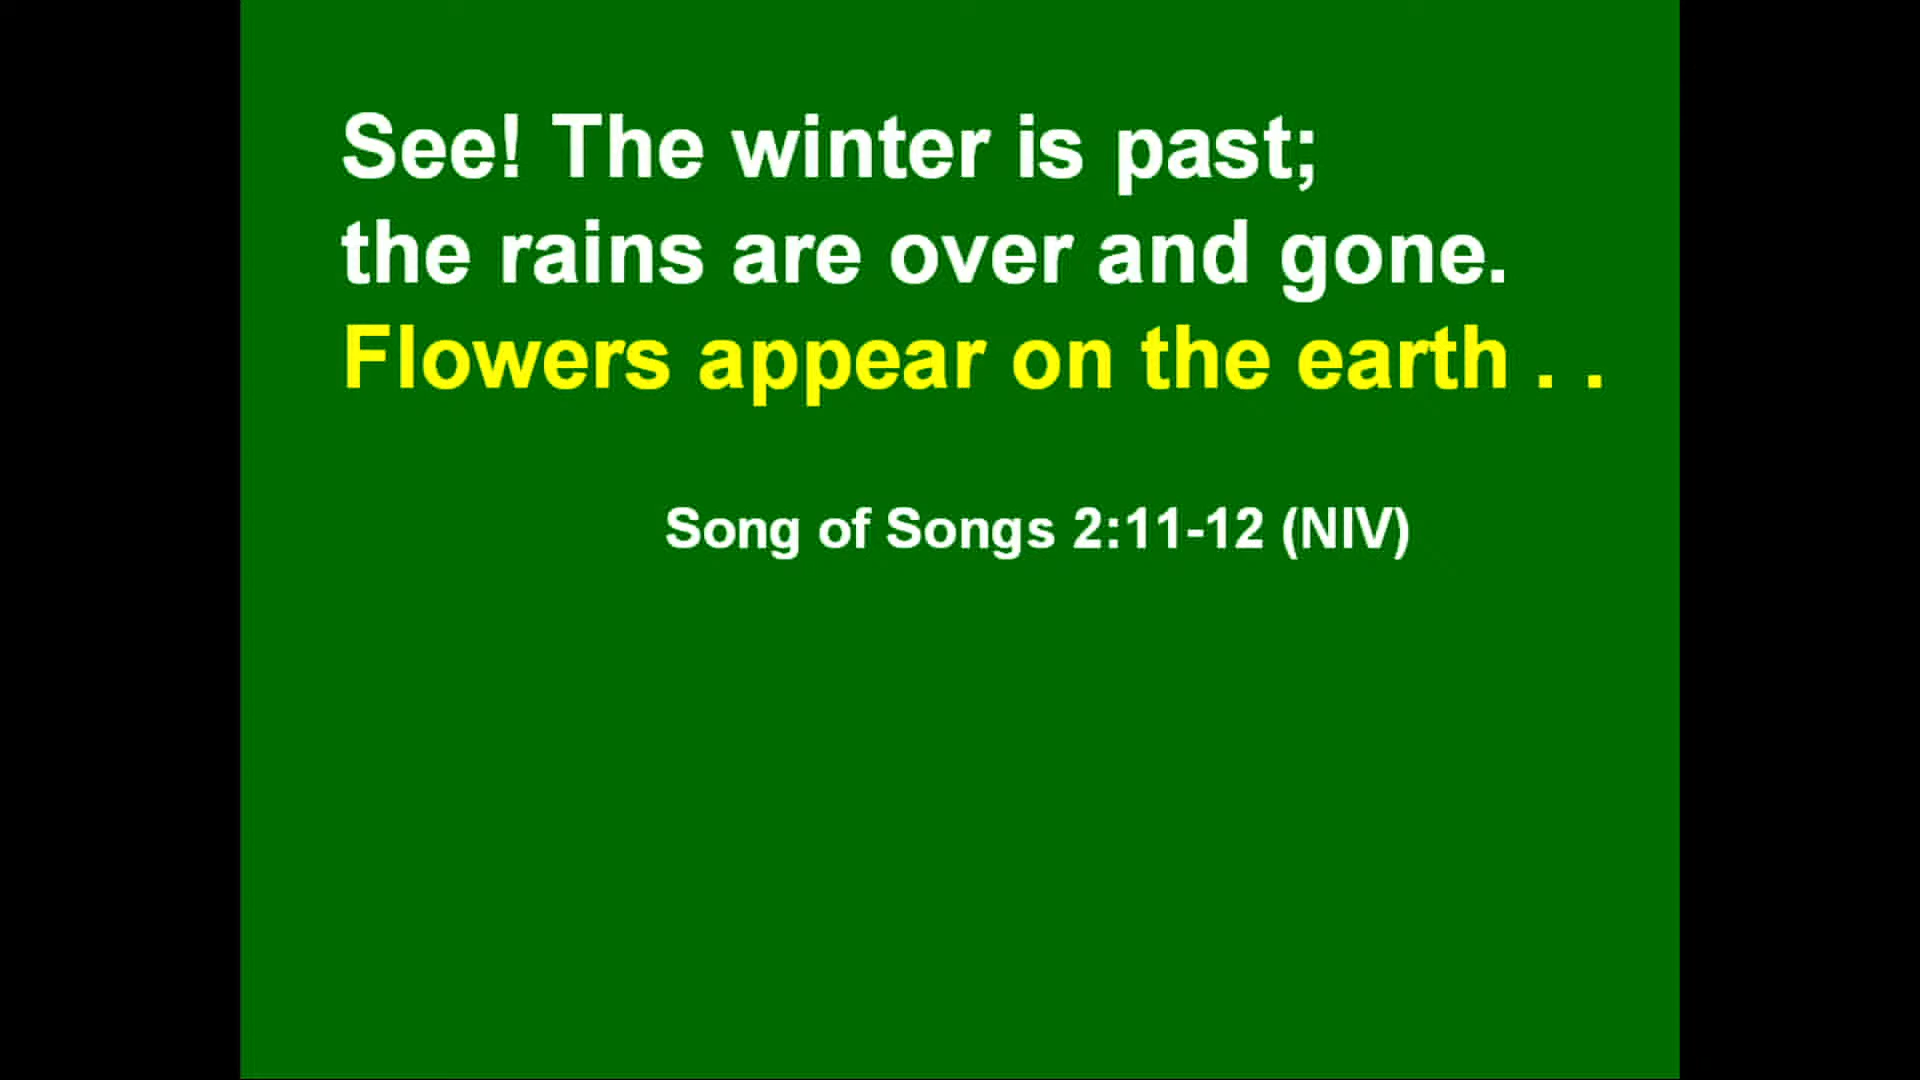 See! The winter is past;
the rains are over and gone.
Flowers appear on the earth . .
Song of Songs 2:11-12 (NIV)